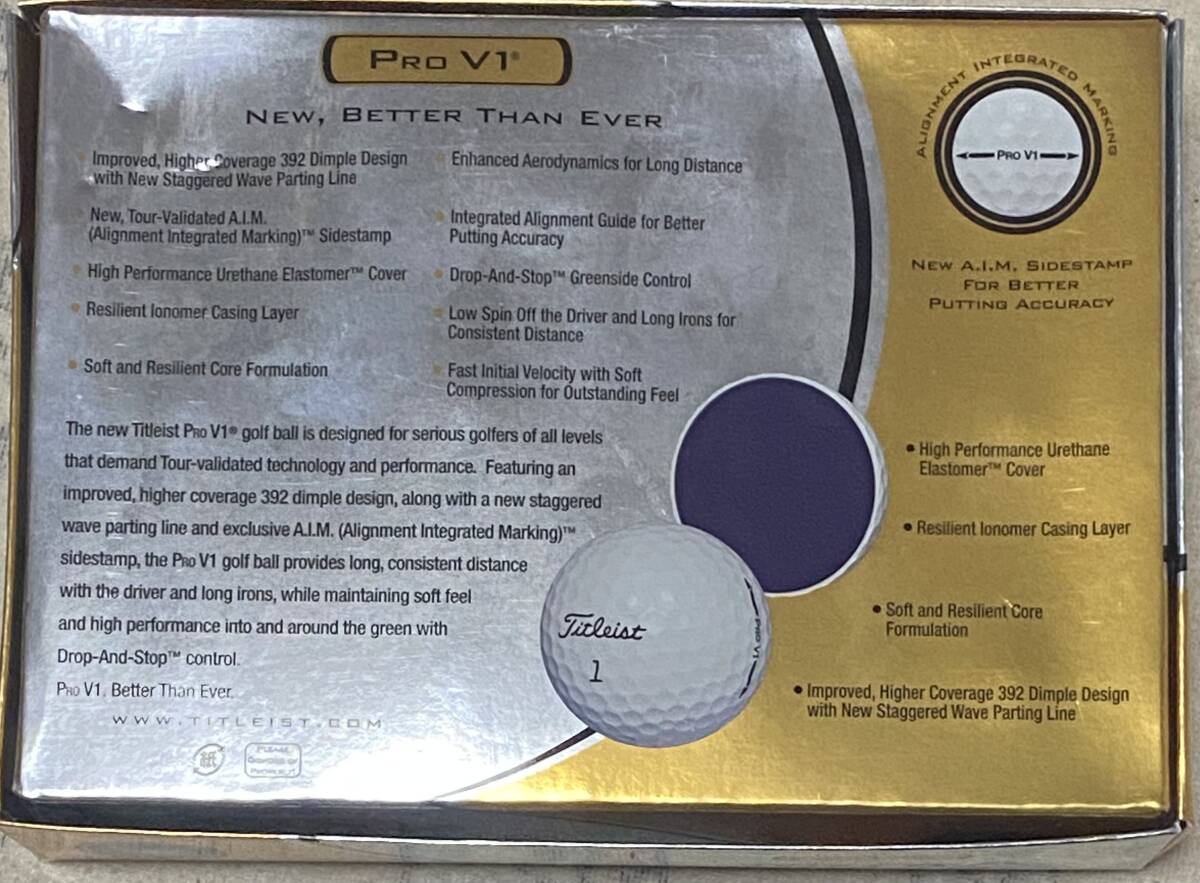 PRO V1®
NEW, BETTER THAN EVER
Improved, Higher Coverage 392 Dimple Design
with New Staggered Wave Parting Line
New, Tour-Validated A.I.M.
(Alignment Integrated Marking)™ Sidestamp
High Performance Urethane Elastomer™ Cover
Resilient Ionomer Casing Layer
Soft and Resilient Core Formulation
Enhanced Aerodynamics for Long Distance
Integrated Alignment Guide for Better
Putting Accuracy
Drop-And-Stop™ Greenside Control
Low Spin Off the Driver and Long Irons for
Consistent Distance
Fast Initial Velocity with Soft
Compression for Outstanding Feel
The new Titleist PRO V1® golf ball is designed for serious golfers of all levels
that demand Tour-validated technology and performance. Featuring an
improved, higher coverage 392 dimple design, along with a new staggered
wave parting line and exclusive A.I.M. (Alignment Integrated Marking)™
sidestamp, the PRO V1 golf ball provides long, consistent distance
with the driver and long irons, while maintaining soft feel
and high performance into and around the green with
Drop-And-Stop™ control.
PRO V1. Better Than Ever.
WWW.TITLEIST.COM
紙
PLEASE
DISPOSE OF
PROPERLY
Titleist
1
PRO V1
ALIGNMENT INTEGRATED MARKING
PRO V1
NEW A.I.M. SIDESTAMP
FOR BETTER
PUTTING ACCURACY
• High Performance Urethane
Elastomer™ Cover
• Resilient Ionomer Casing Layer
• Soft and Resilient Core
Formulation
• Improved, Higher Coverage 392 Dimple Design
with New Staggered Wave Parting Line